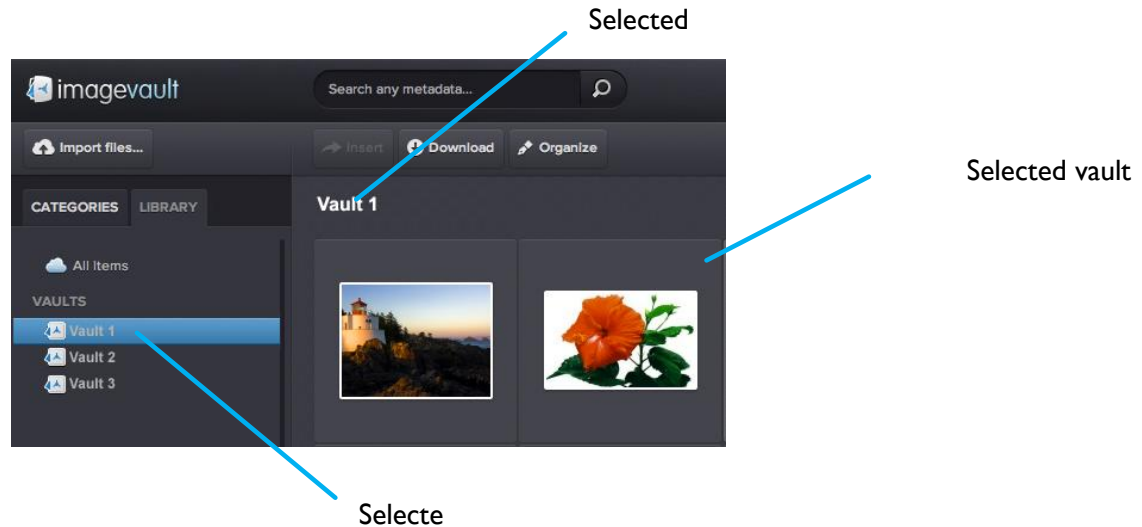 Selected
imagevault
Search any metadata...
Import files...
Insert
Download
Organize
Selected vault
CATEGORIES
LIBRARY
Vault 1
All Items
VAULTS
Vault 1
Vault 2
Vault 3
Selecte